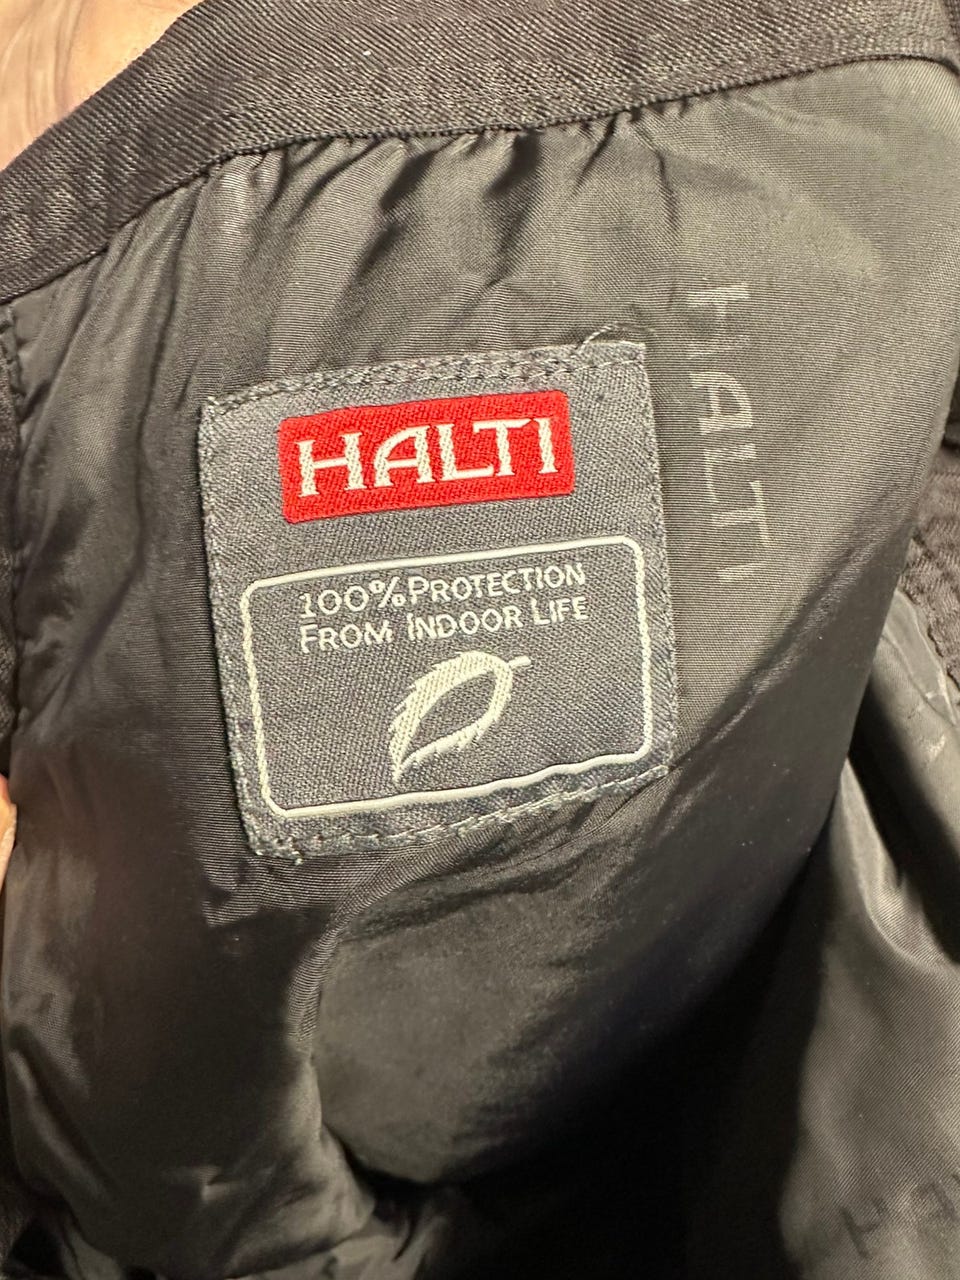 HALTI
HALTI
100% PROTECTION
FROM INDOOR LIFE